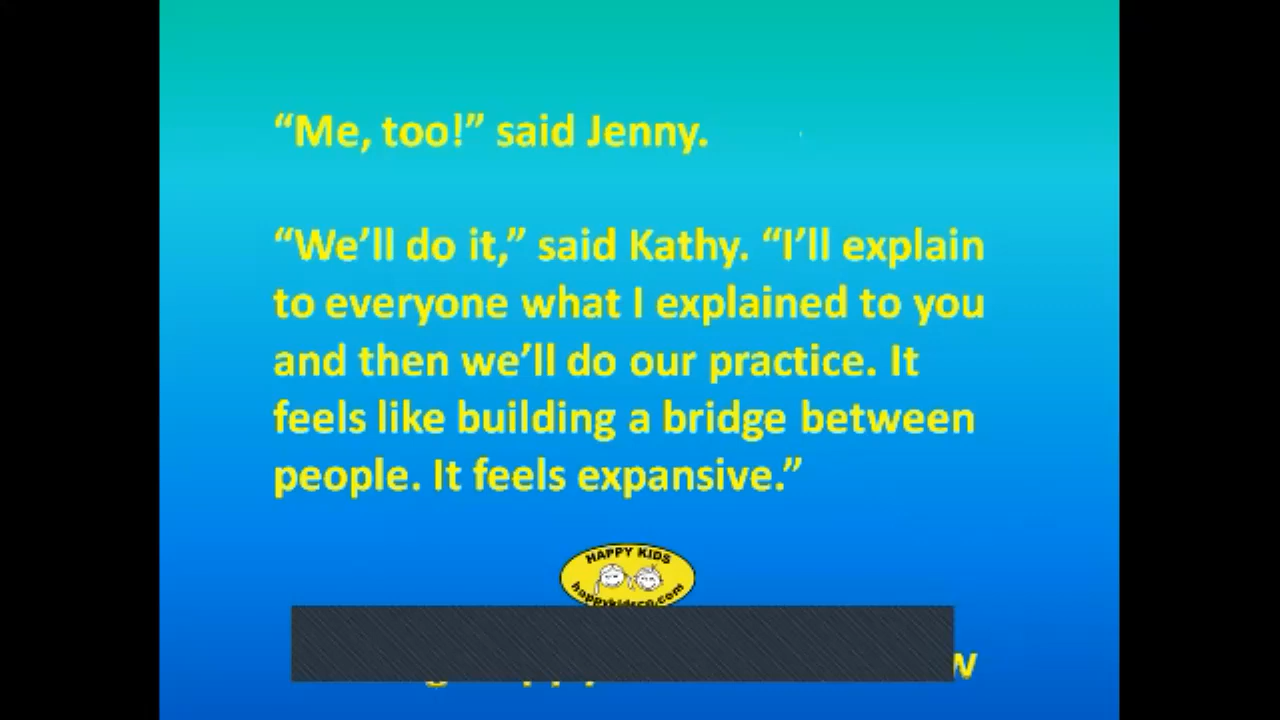 “Me, too!” said Jenny.
“We’ll do it,” said Kathy. “I’ll explain
to everyone what I explained to you
and then we’ll do our practice. It
feels like building a bridge between
people. It feels expansive.”
HAPPY KIDS